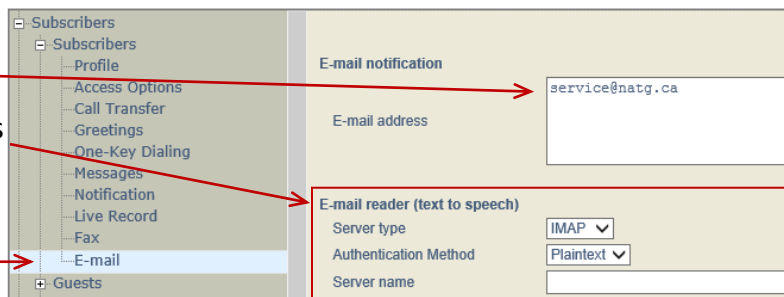 Subscribers
Subscribers
Profile
Access Options
Call Transfer
Greetings
One-Key Dialing
Messages
Notification
Live Record
Fax
E-mail
Guests
E-mail notification
E-mail address
service@natg.ca
E-mail reader (text to speech)
Server type
IMAP
Authentication Method
Plaintext
Server name